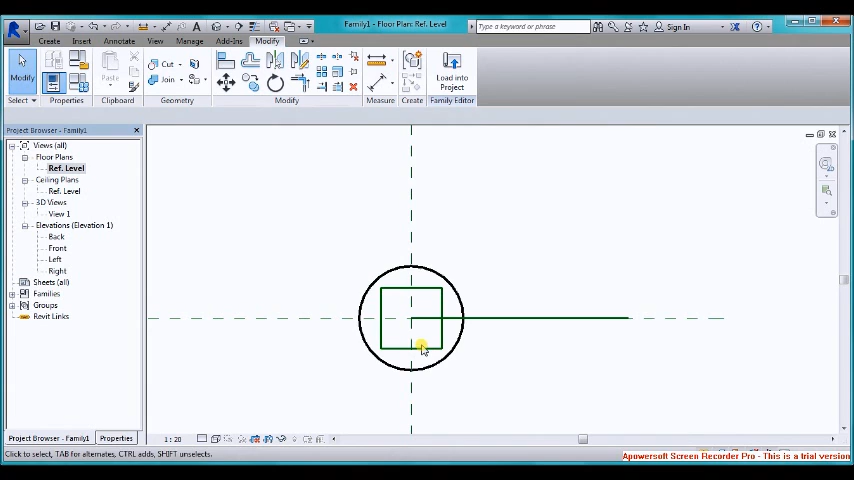 Family1 - Floor Plan: Ref. Level
Type a keyword or phrase
Sign In
Create Insert Annotate View Manage Add-Ins Modify
Modify
Paste
Cut
Join
Load into
Project
Select Properties Clipboard Geometry Modify Measure Create Family Editor
Project Browser - Family1
Views (all)
Floor Plans
Ref. Level
Ceiling Plans
Ref. Level
3D Views
View 1
Elevations (Elevation 1)
Back
Front
Left
Right
Sheets (all)
Families
Groups
Revit Links
Project Browser - Family1 Properties
1 : 20
Click to select, TAB for alternates, CTRL adds, SHIFT unselects.
Apowersoft Screen Recorder Pro - This is a trial version